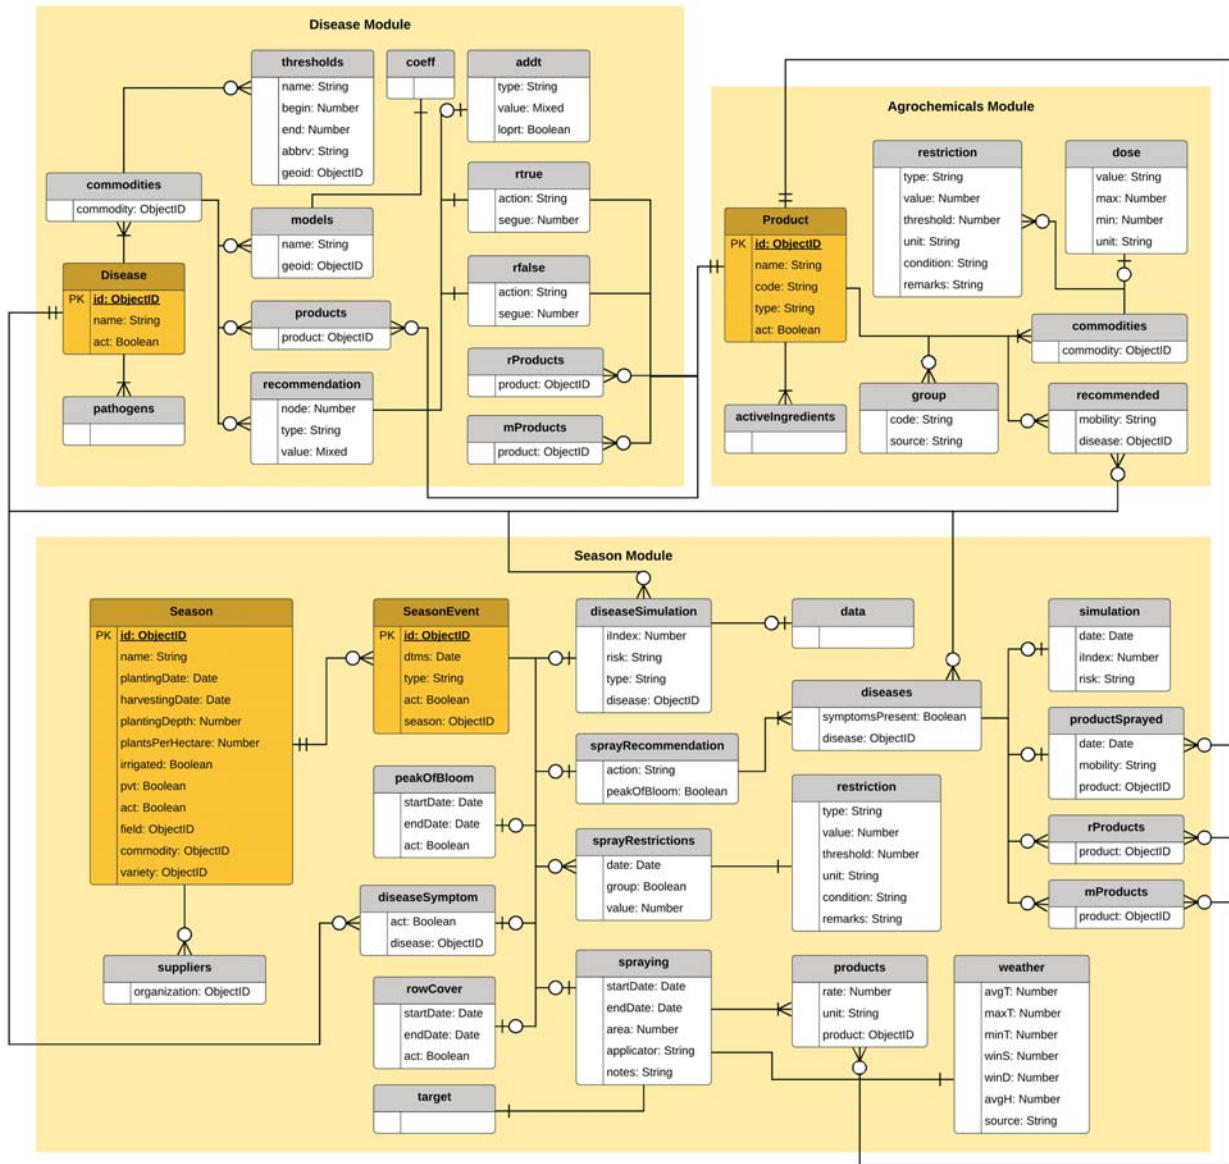 Disease Module
thresholds
name: String
begin: Number
end: Number
abbrv: String
geoid: ObjectID
coeff
addt
type: String
value: Mixed
loprt: Boolean
commodities
commodity: ObjectID
models
name: String
geoid: ObjectID
rtrue
action: String
segue: Number
Disease
PK id: ObjectID
name: String
act: Boolean
products
product: ObjectID
rfalse
action: String
segue: Number
pathogens
recommendation
node: Number
type: String
value: Mixed
rProducts
product: ObjectID
mProducts
product: ObjectID
Agrochemicals Module
restriction
type: String
value: Number
threshold: Number
unit: String
condition: String
remarks: String
dose
value: String
max: Number
min: Number
unit: String
Product
PK id: ObjectID
name: String
code: String
type: String
act: Boolean
commodities
commodity: ObjectID
activeIngredients
group
code: String
source: String
recommended
mobility: String
disease: ObjectID
Season Module
Season
PK id: ObjectID
name: String
plantingDate: Date
harvestingDate: Date
plantingDepth: Number
plantsPerHectare: Number
irrigated: Boolean
pvt: Boolean
act: Boolean
field: ObjectID
commodity: ObjectID
variety: ObjectID
suppliers
organization: ObjectID
SeasonEvent
PK id: ObjectID
dtms: Date
type: String
act: Boolean
season: ObjectID
peakOfBloom
startDate: Date
endDate: Date
act: Boolean
diseaseSymptom
act: Boolean
disease: ObjectID
rowCover
startDate: Date
endDate: Date
act: Boolean
target
diseaseSimulation
iIndex: Number
risk: String
type: String
disease: ObjectID
sprayRecommendation
action: String
peakOfBloom: Boolean
sprayRestrictions
date: Date
group: Boolean
value: Number
spraying
startDate: Date
endDate: Date
area: Number
applicator: String
notes: String
data
diseases
symptomsPresent: Boolean
disease: ObjectID
restriction
type: String
value: Number
threshold: Number
unit: String
condition: String
remarks: String
products
rate: Number
unit: String
product: ObjectID
simulation
date: Date
iIndex: Number
risk: String
productSprayed
date: Date
mobility: String
product: ObjectID
rProducts
product: ObjectID
mProducts
product: ObjectID
weather
avgT: Number
maxT: Number
minT: Number
winS: Number
winD: Number
avgH: Number
source: String